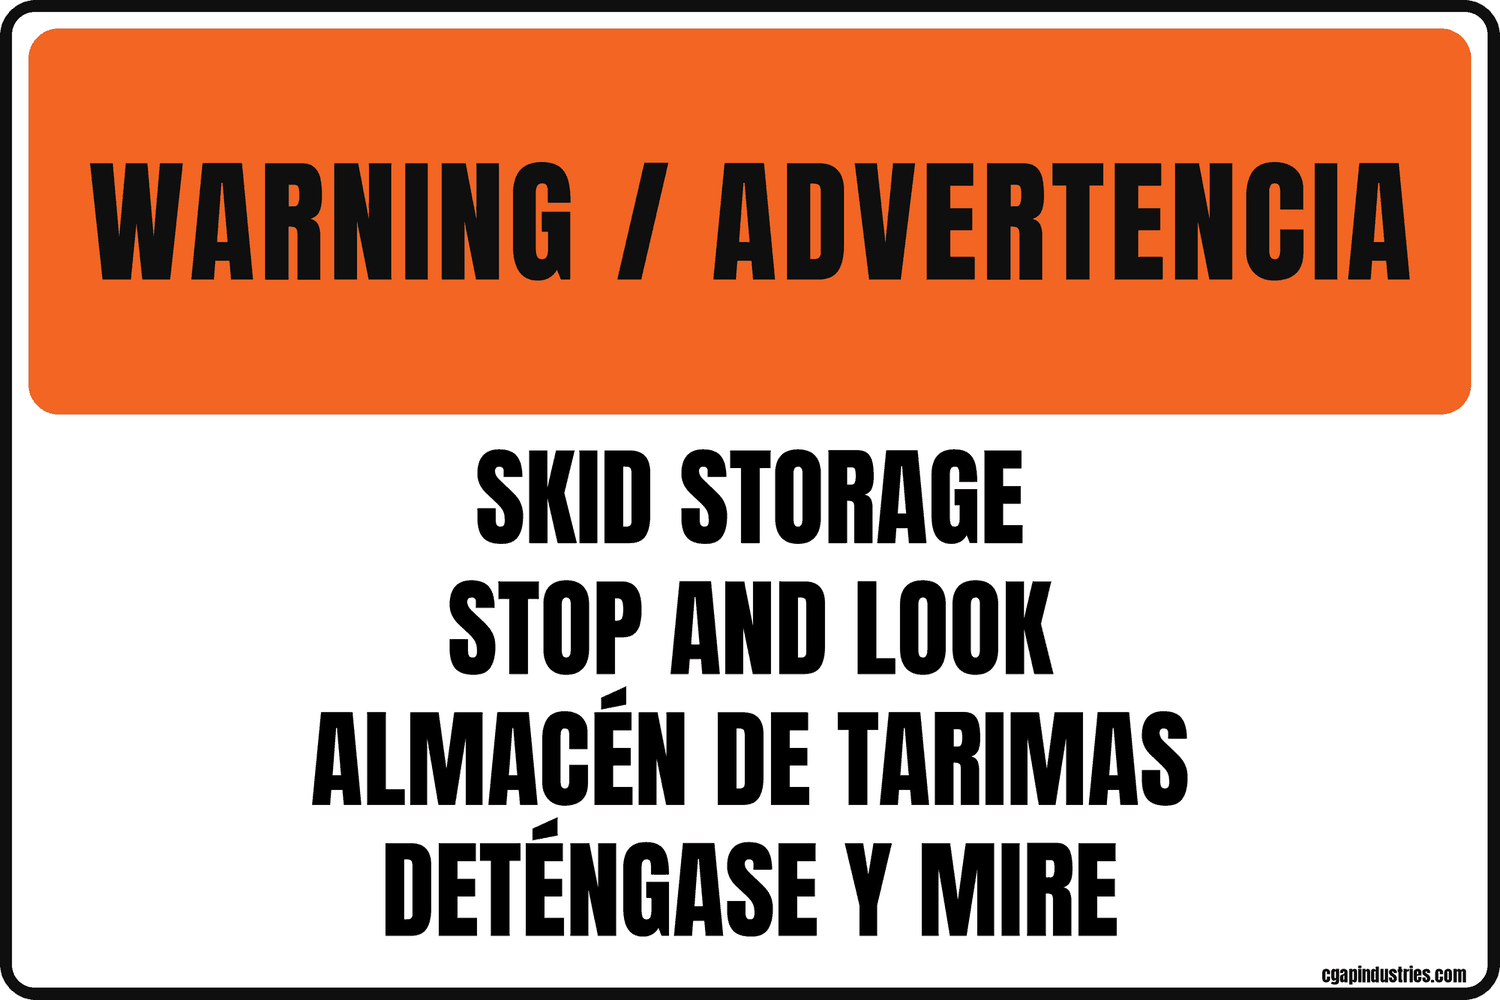 WARNING / ADVERTENCIA
SKID STORAGE
STOP AND LOOK
ALMACÉN DE TARIMAS
DETÉNGASE Y MIRE
cgapindustries.com